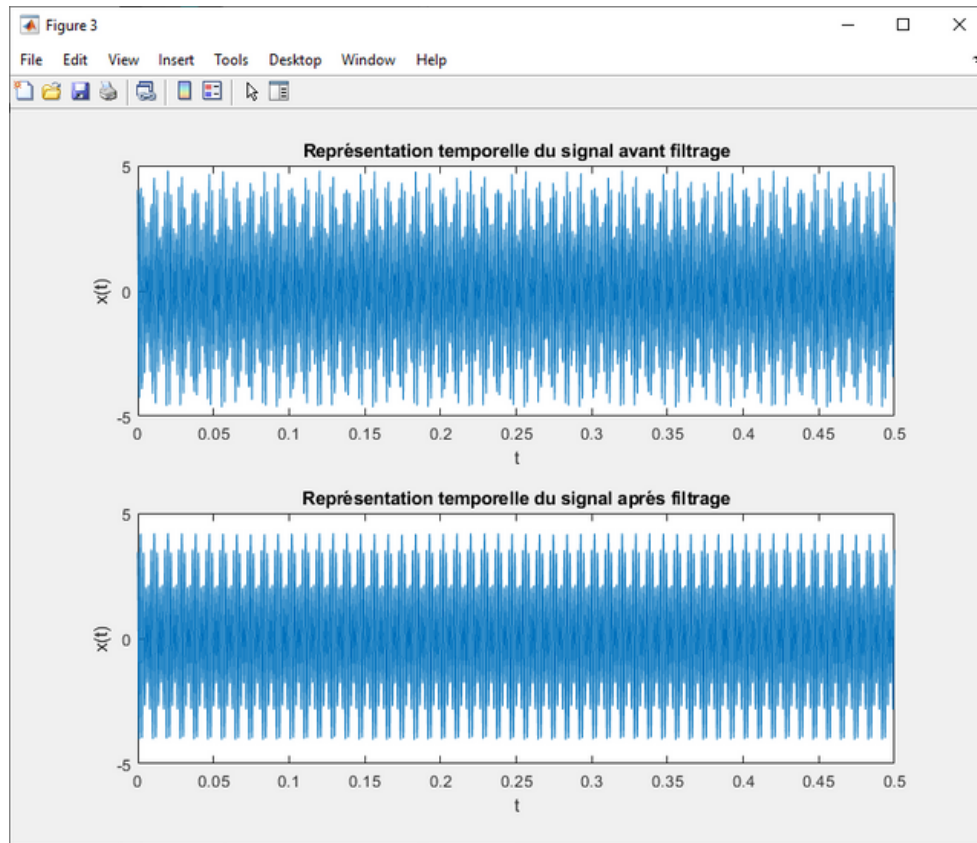 Figure 3
File Edit View Insert Tools Desktop Window Help
Représentation temporelle du signal avant filtrage
5
0
-5
x(t)
0 0.05 0.1 0.15 0.2 0.25 0.3 0.35 0.4 0.45 0.5
t
Représentation temporelle du signal aprés filtrage
5
0
-5
x(t)
0 0.05 0.1 0.15 0.2 0.25 0.3 0.35 0.4 0.45 0.5
t